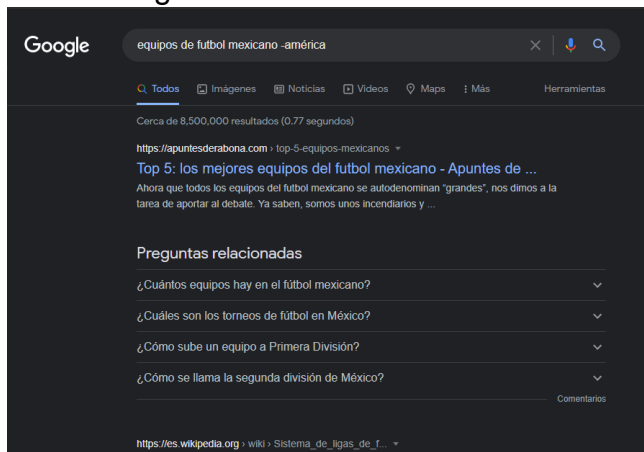 Google
equipos de futbol mexicano -américa
Todos Imágenes Noticias Videos Maps Más Herramientas
Cerca de 8,500,000 resultados (0.77 segundos)
https://apuntesderabona.com › top-5-equipos-mexicanos
Top 5: los mejores equipos del futbol mexicano - Apuntes de ...
Ahora que todos los equipos del futbol mexicano se autodenominan “grandes”, nos dimos a la
tarea de aportar al debate. Ya saben, somos unos incendiarios y ...
Preguntas relacionadas
¿Cuántos equipos hay en el fútbol mexicano?
¿Cuáles son los torneos de fútbol en México?
¿Cómo sube un equipo a Primera División?
¿Cómo se llama la segunda división de México?
Comentarios
https://es.wikipedia.org › wiki › Sistema_de_ligas_de_f...